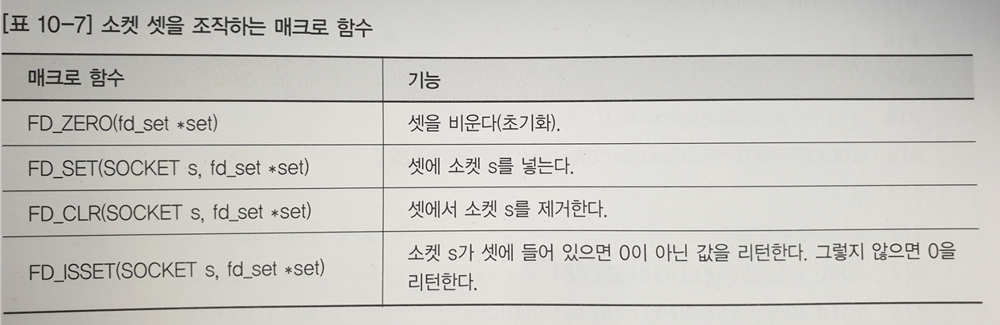 [표 10-7] 소켓 셋을 조작하는 매크로 함수
매크로 함수 기능
FD_ZERO(fd_set *set) 셋을 비운다(초기화).
FD_SET(SOCKET s, fd_set *set) 셋에 소켓 s를 넣는다.
FD_CLR(SOCKET s, fd_set *set) 셋에서 소켓 s를 제거한다.
FD_ISSET(SOCKET s, fd_set *set) 소켓 s가 셋에 들어 있으면 0이 아닌 값을 리턴한다. 그렇지 않으면 0을
리턴한다.